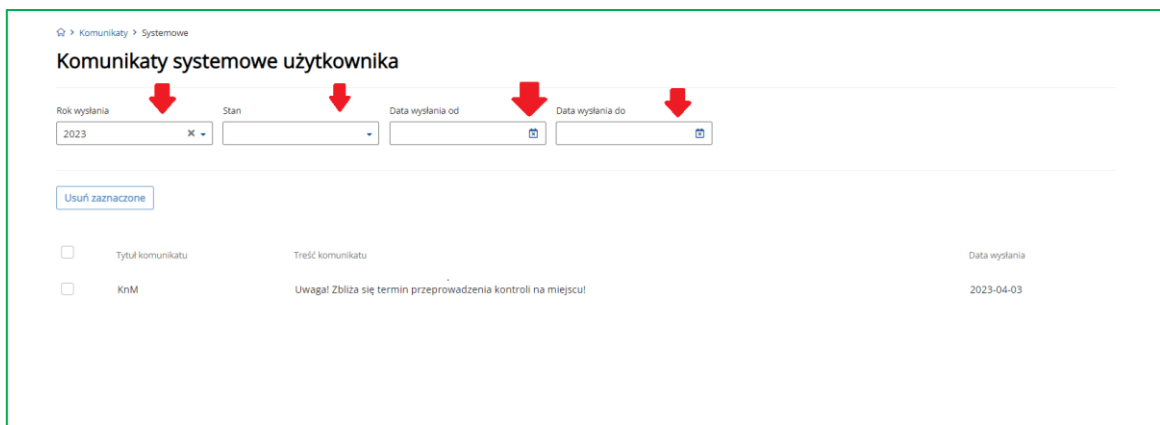 Komunikaty > Systemowe
Komunikaty systemowe użytkownika
Rok wysłania Stan Data wysłania od Data wysłania do
2023
Usuń zaznaczone
Tytuł komunikatu Treść komunikatu Data wysłania
KnM Uwaga! Zbliża się termin przeprowadzenia kontroli na miejscu! 2023-04-03